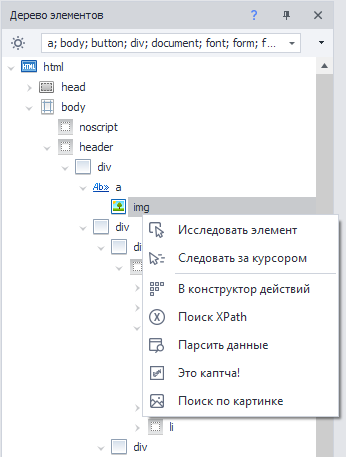 Дерево элементов
a; body; button; div; document; font; form; f...
html
head
body
noscript
header
div
a
img
div
di
Исследовать элемент
Следовать за курсором
В конструктор действий
Поиск XPath
Парсить данные
Это каптча!
Поиск по картинке
li
div